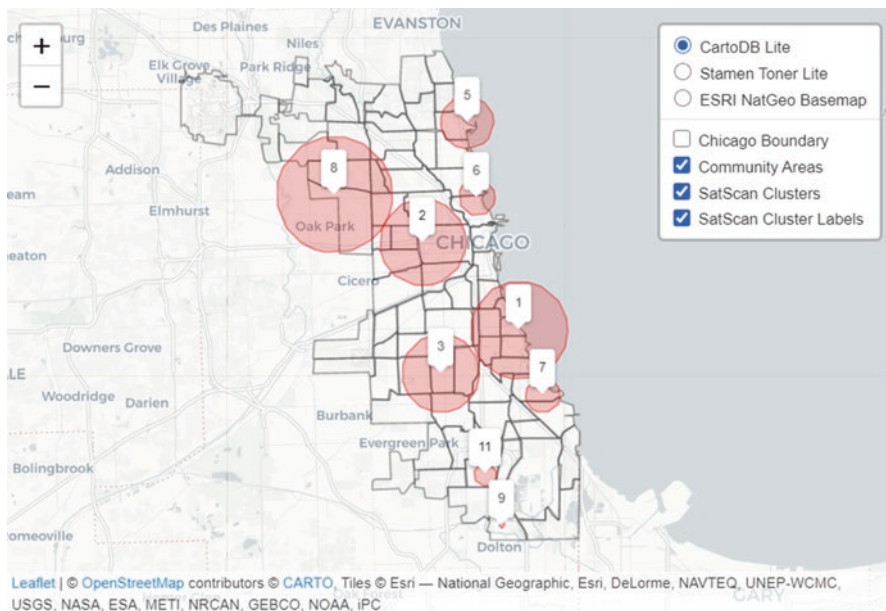 EVANSTON
Des Plaines
Niles
Elk Grove
Village
Park Ridge
+
−
CartoDB Lite
Stamen Toner Lite
ESRI NatGeo Basemap
Chicago Boundary
Community Areas
SatScan Clusters
SatScan Cluster Labels
5
8
6
Addison
Elmhurst
2
Oak Park
CHICAGO
Cicero
1
3
Downers Grove
7
Woodridge
Darien
Burbank
Evergreen Park
11
Bolingbrook
9
Dolton
Leaflet | © OpenStreetMap contributors © CARTO, Tiles © Esri — National Geographic, Esri, DeLorme, NAVTEQ, UNEP-WCMC,
USGS, NASA, ESA, METI, NRCAN, GEBCO, NOAA, iPC
GARY